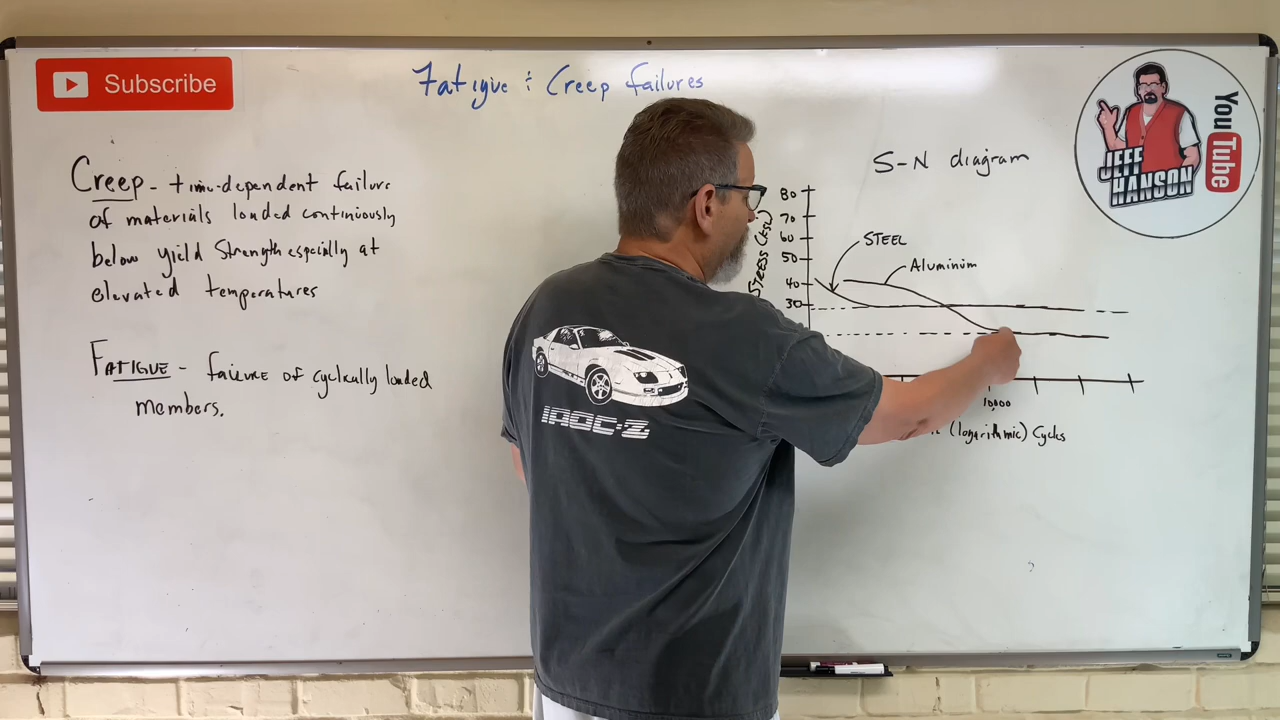 Subscribe
Fatigue & Creep failures
YouTube
JEFF
HANSON
Creep - time-dependent failure
of materials loaded continuously
below yield Strength especially at
elevated temperatures
FATIGUE - failure of cyclically loaded
members.
S-N diagram
80
70
60
50
40
30
STRESS (KSI)
STEEL
Aluminum
10,000
(logarithmic) Cycles
IROC-Z